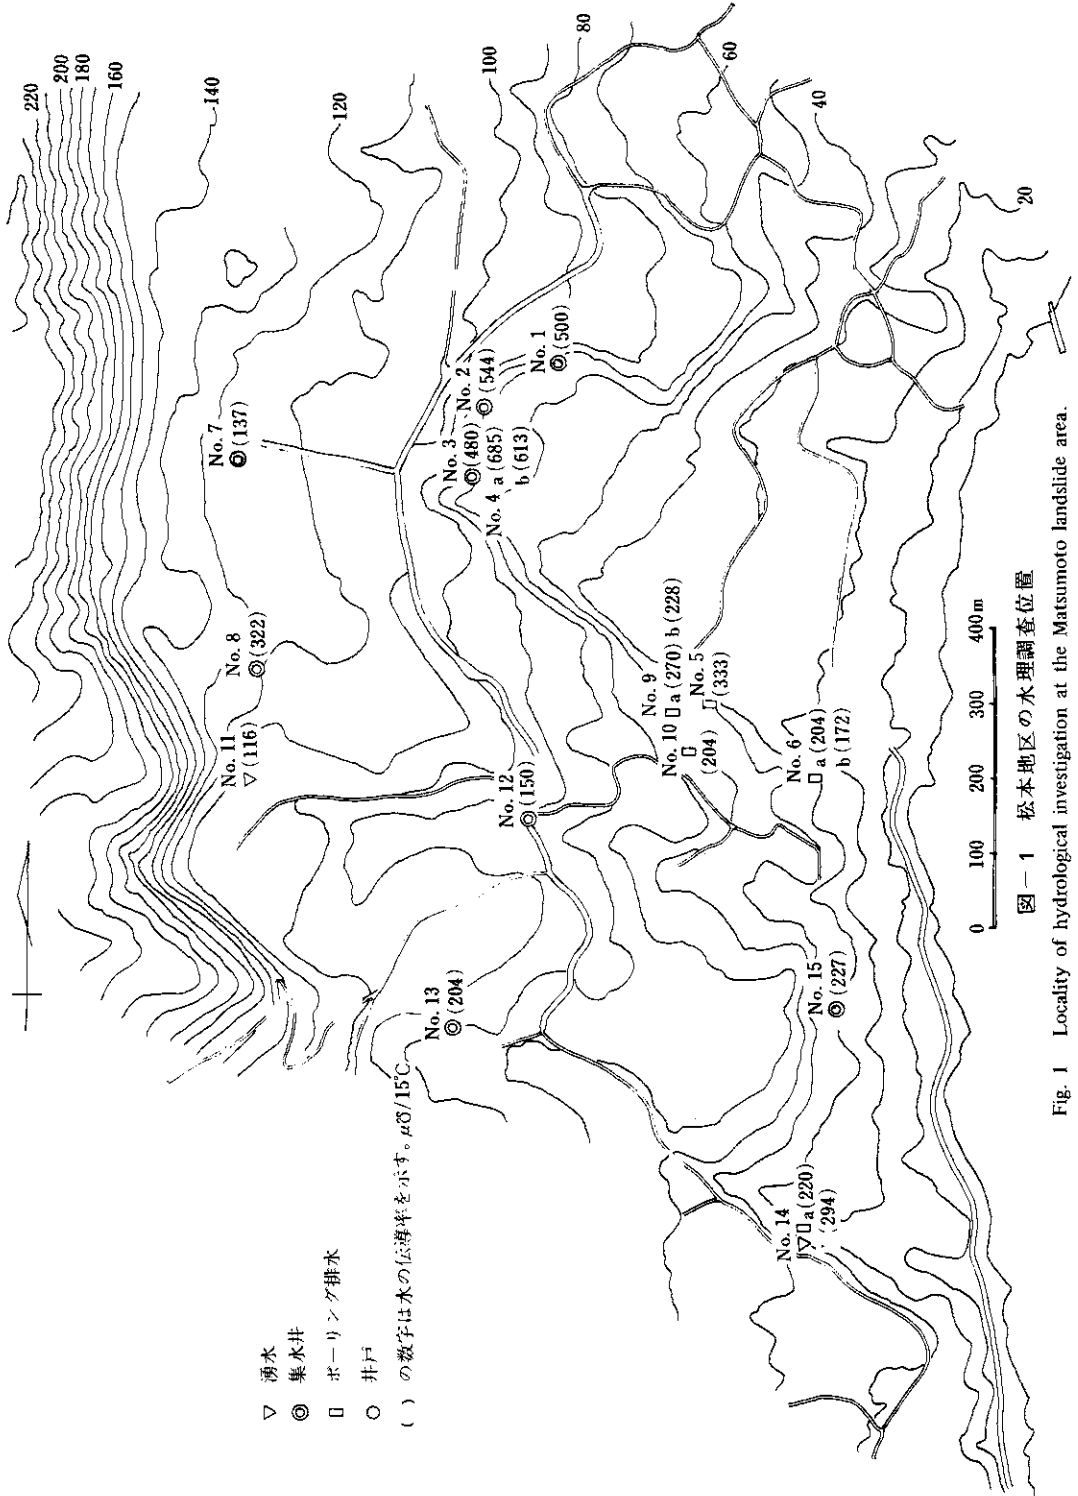 220
200
180
160
140
120
100
80
60
40
20
No. 7
(137)
No. 8
(322)
No. 11
(116)
No. 1
(500)
No. 2
(544)
No. 3
(480)
No. 4 a (685)
b (613)
No. 12
(150)
No. 13
(204)
No. 9
a (270) b (228)
No. 10
(204)
No. 5
(333)
No. 6
a (204)
b (172)
No. 15
(227)
No. 14
a (220)
(294)
▽ 湧水
◎ 集水井
▯ ボーリング排水
○ 井戸
( ) の数字は水の伝導率を示す。μ℧/15℃
0 100 200 300 400m
図－1 松本地区の水理調査位置
Fig. 1 Locality of hydrological investigation at the Matsumoto landslide area.